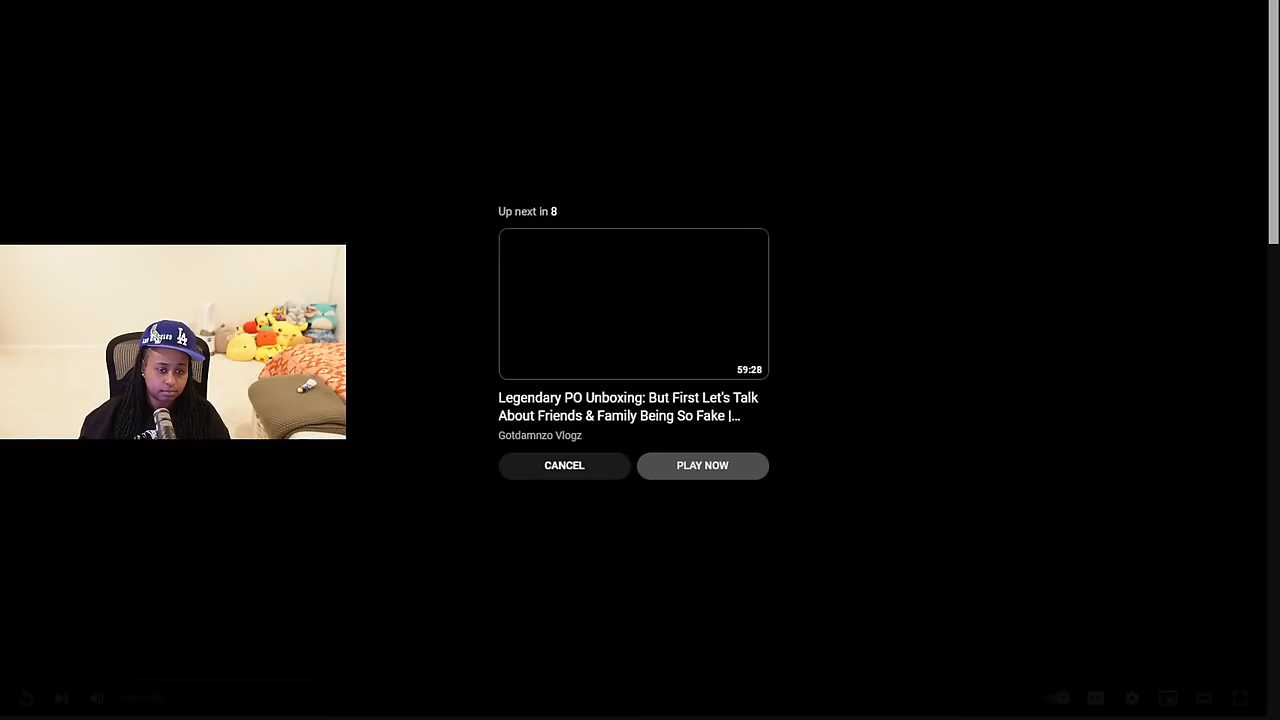 Up next in 8
59:28
Legendary PO Unboxing: But First Let's Talk
About Friends & Family Being So Fake |...
Gotdamnzo Vlogz
CANCEL
PLAY NOW
LA